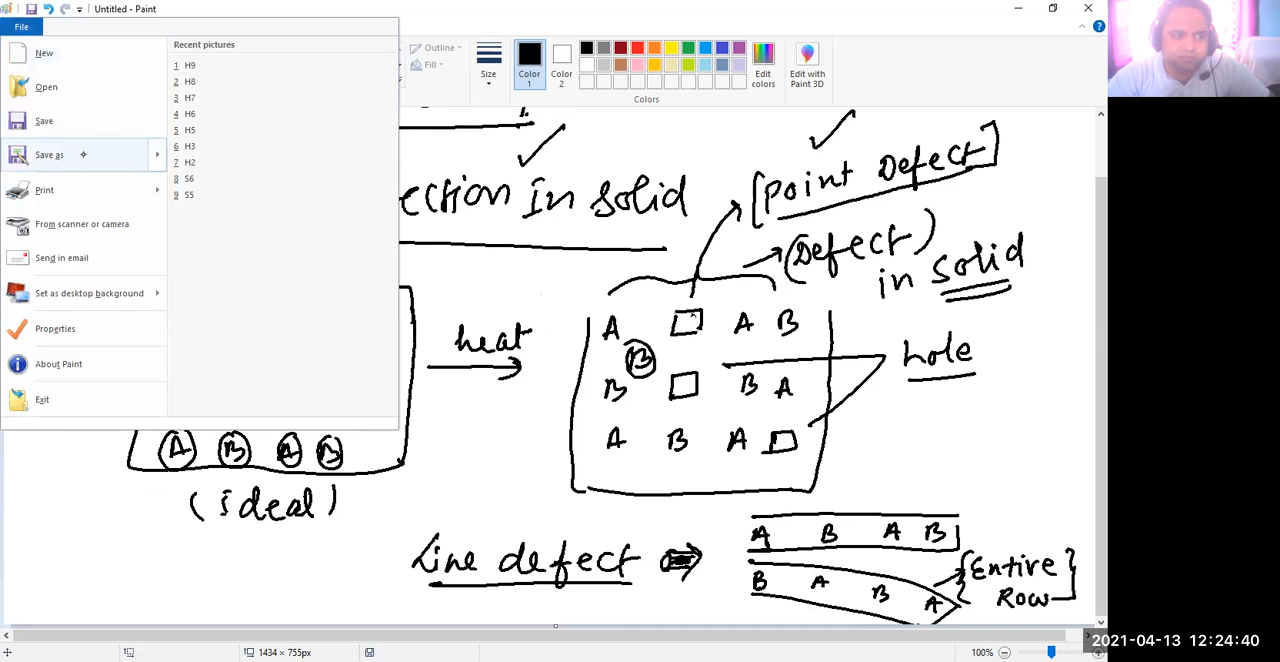 Untitled - Paint
File
New
Open
Save
Save as
Print
From scanner or camera
Send in email
Set as desktop background
Properties
About Paint
Exit
Recent pictures
1 H9
2 H8
3 H7
4 H6
5 H5
6 H3
7 H2
8 S6
9 S5
Outline
Fill
Size
Color 1
Color 2
Edit colors
Edit with Paint 3D
Colors
[Point Defect]
ection In solid
(Defect)
in solid
heat
A A B
B
B B A
A B A
hole
A B A B
(ideal)
Line defect
A B A B
B A B A
{Entire
Row}
1434 × 755px
100%
2021-04-13 12:24:40